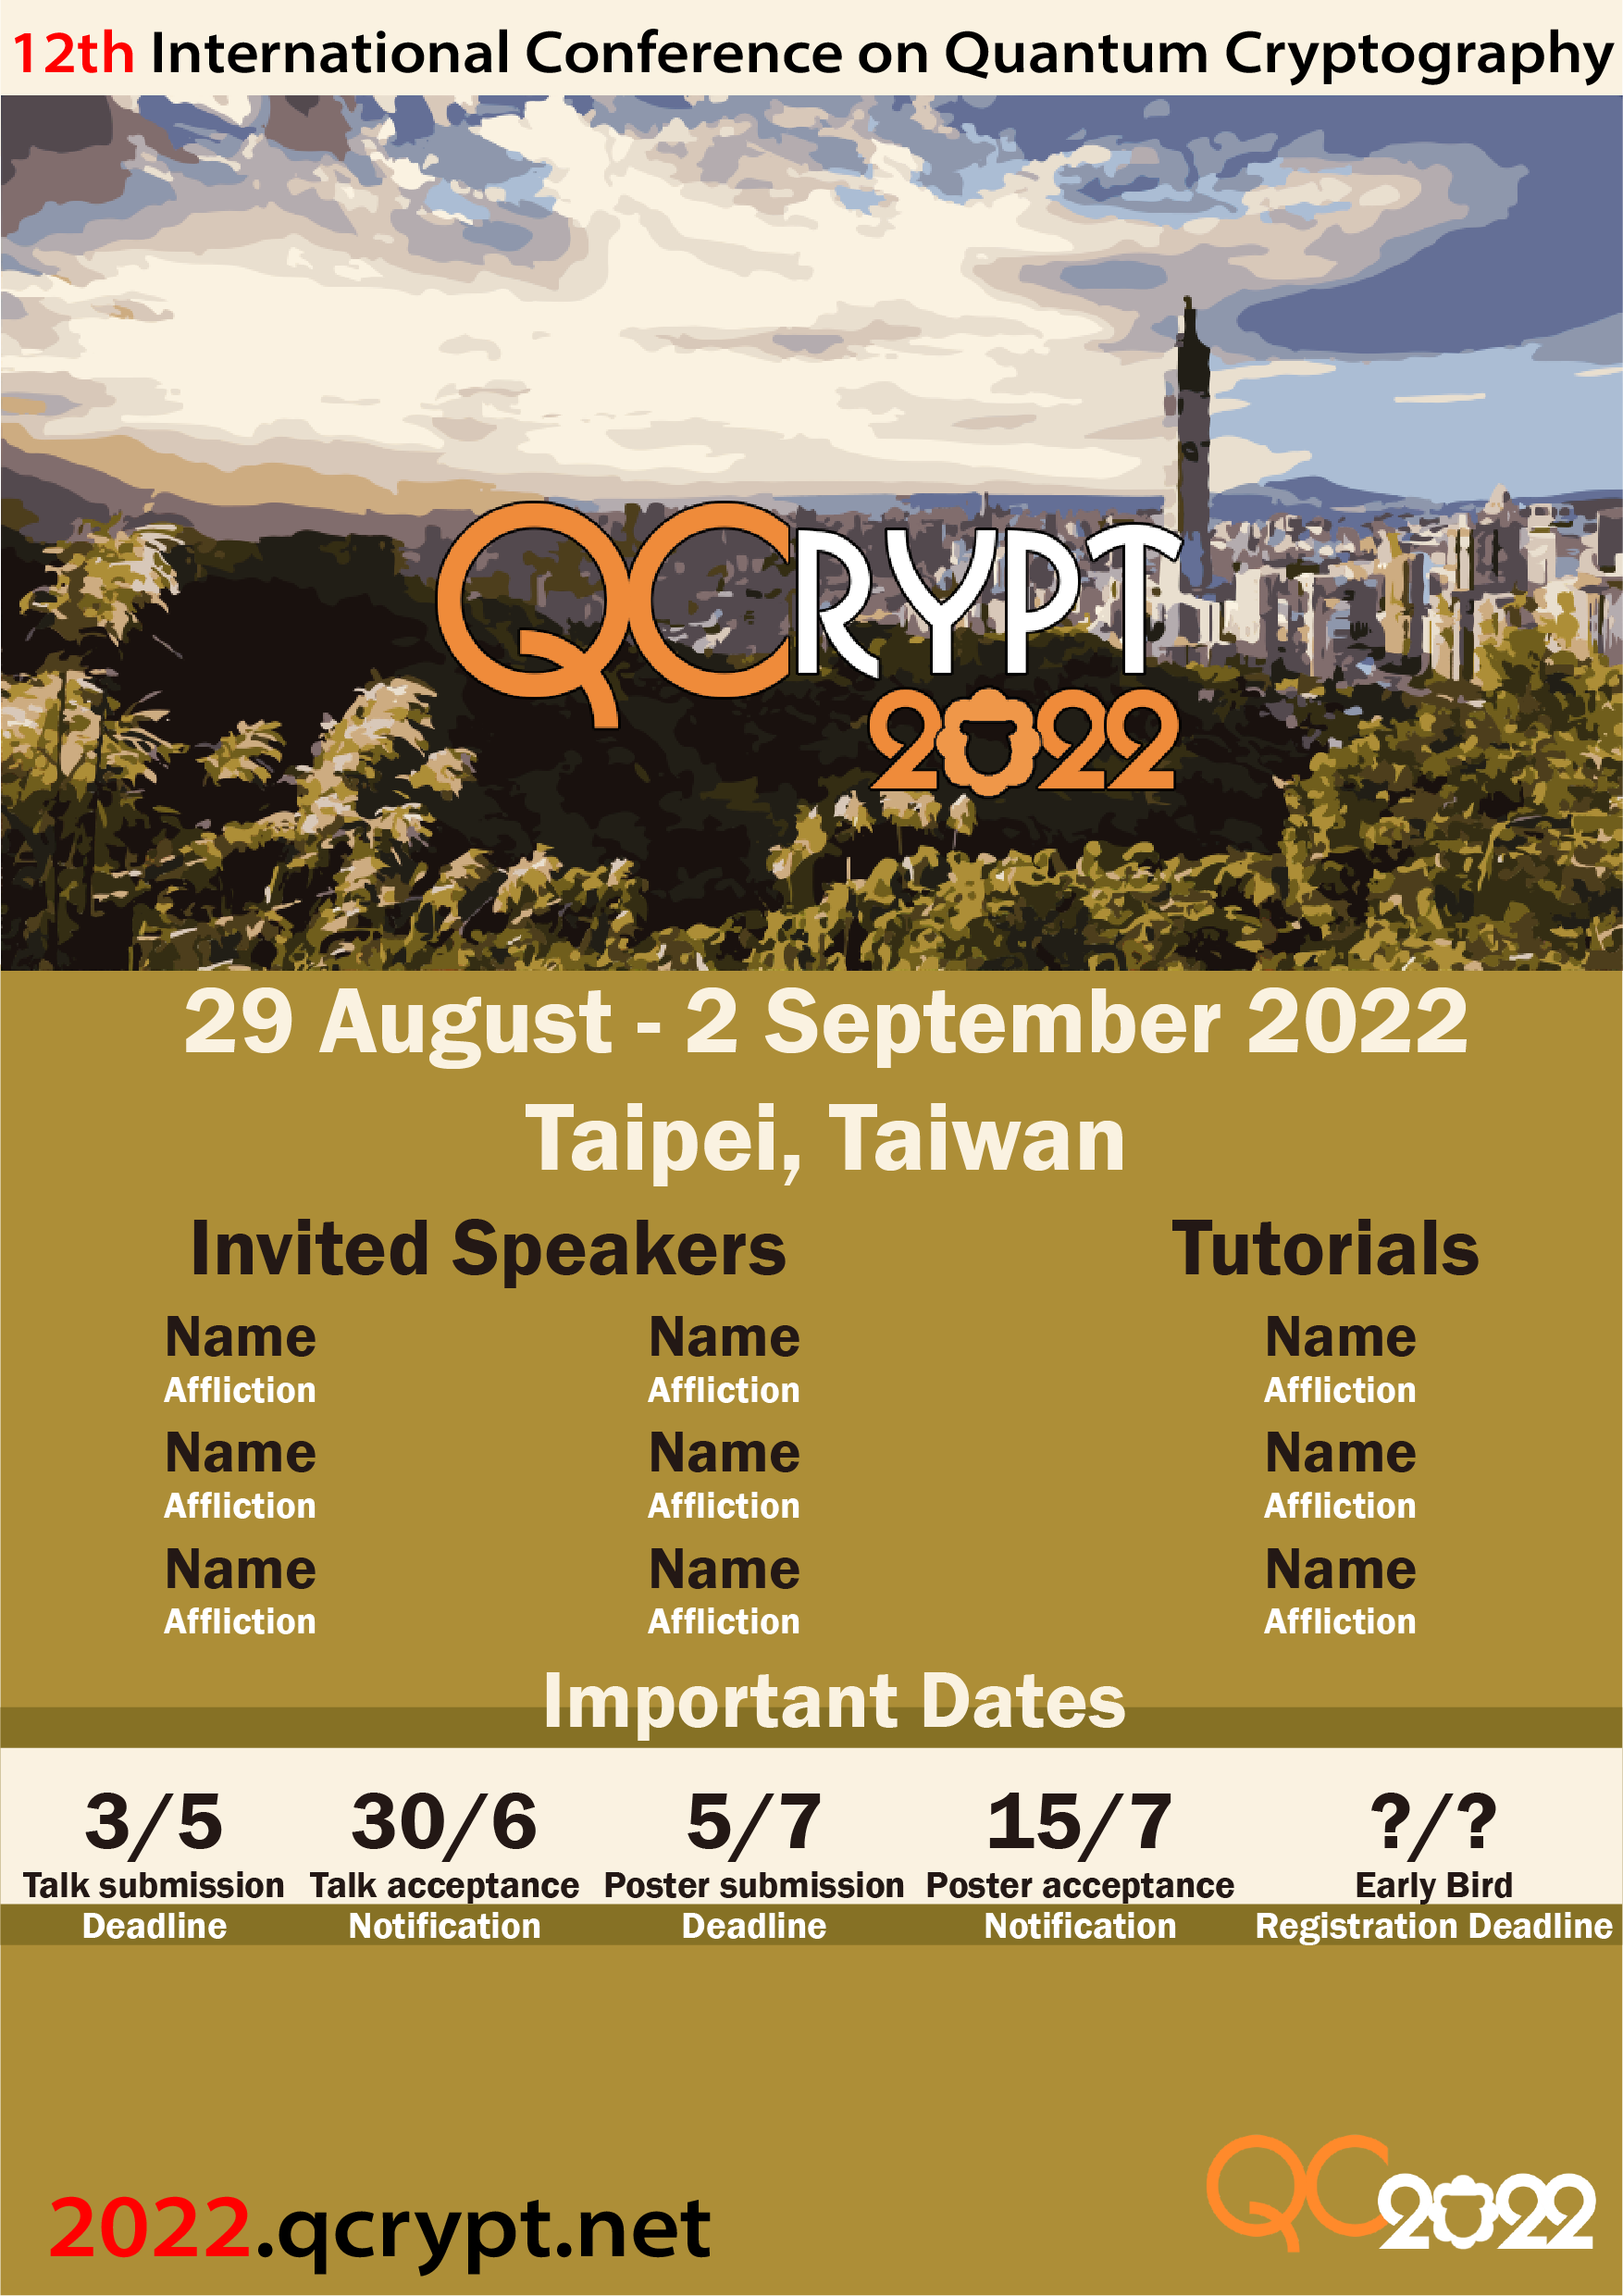 12th International Conference on Quantum Cryptography
QCRYPT
2022
29 August - 2 September 2022
Taipei, Taiwan
Invited Speakers Tutorials
Name Name Name
Affliction Affliction Affliction
Name Name Name
Affliction Affliction Affliction
Name Name Name
Affliction Affliction Affliction
Important Dates
3/5 30/6 5/7 15/7 ?/?
Talk submission Talk acceptance Poster submission Poster acceptance Early Bird
Deadline Notification Deadline Notification Registration Deadline
QC2022
2022.qcrypt.net